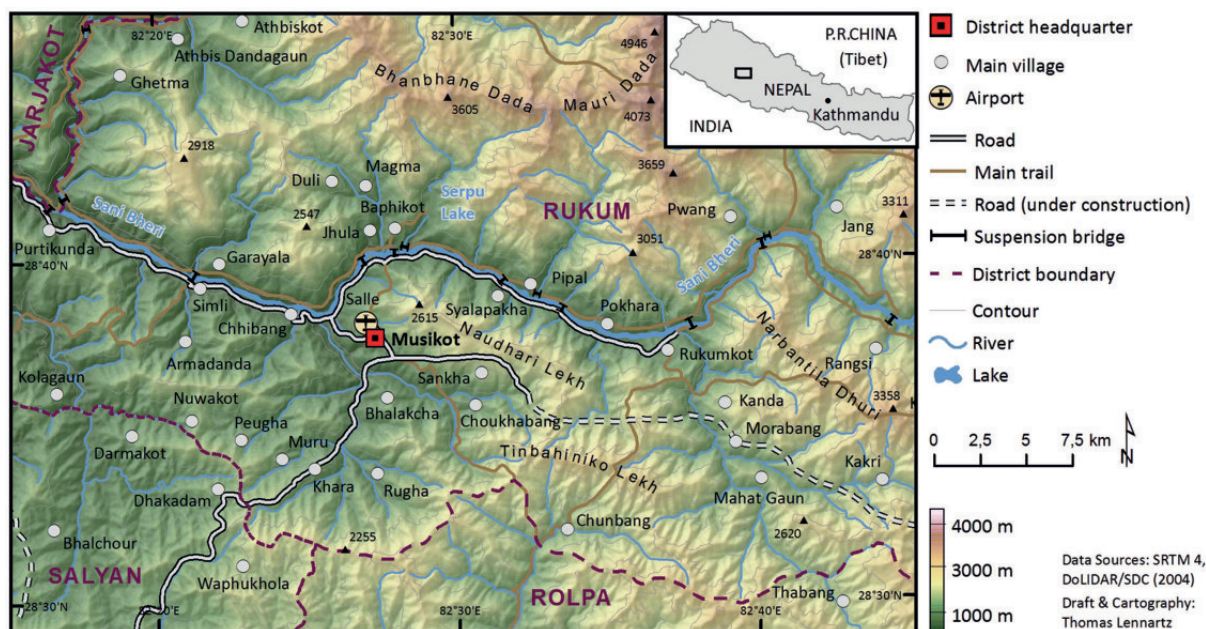 82°20'E
82°30'E
82°40'
Athbiskot
4946
Athbis Dandagaun
Ghetma
Bhanbhane Dada
Mauri Dada
JARJAKOT
3605
4073
2918
Magma
3659
Duli
Serpu
Lake
Baphikot
RUKUM
Pwang
Jang
3311
Sani Bheri
2547
Jhula
3051
Purtikunda
28°40'N
Garayala
Sani Bheri
28°40'N
Pipal
Simli
Salle
Syalapakha
Pokhara
Chhibang
2615
Musikot
Naudhari Lekh
Narbantila Dhuri
Rangsi
Armadanda
Rukumkot
Kolagaun
Sankha
3358
Nuwakot
Bhalakcha
Choukhabang
Kanda
Peugha
Morabang
Darmakot
Muru
Tinbahiniko Lekh
Kakri
Dhakadam
Khara
Rugha
Mahat Gaun
Bhalchour
2255
Chunbang
2620
SALYAN
Waphukhola
ROLPA
Thabang
28°30'N
28°30'N
82°20'E
82°30'E
82°40'E
P.R.CHINA
(Tibet)
NEPAL
Kathmandu
INDIA
District headquarter
Main village
Airport
Road
Main trail
Road (under construction)
Suspension bridge
District boundary
Contour
River
Lake
0 2,5 5 7,5 km
N
4000 m
3000 m
2000 m
1000 m
Data Sources: SRTM 4,
DoLIDAR/SDC (2004)
Draft & Cartography:
Thomas Lennartz